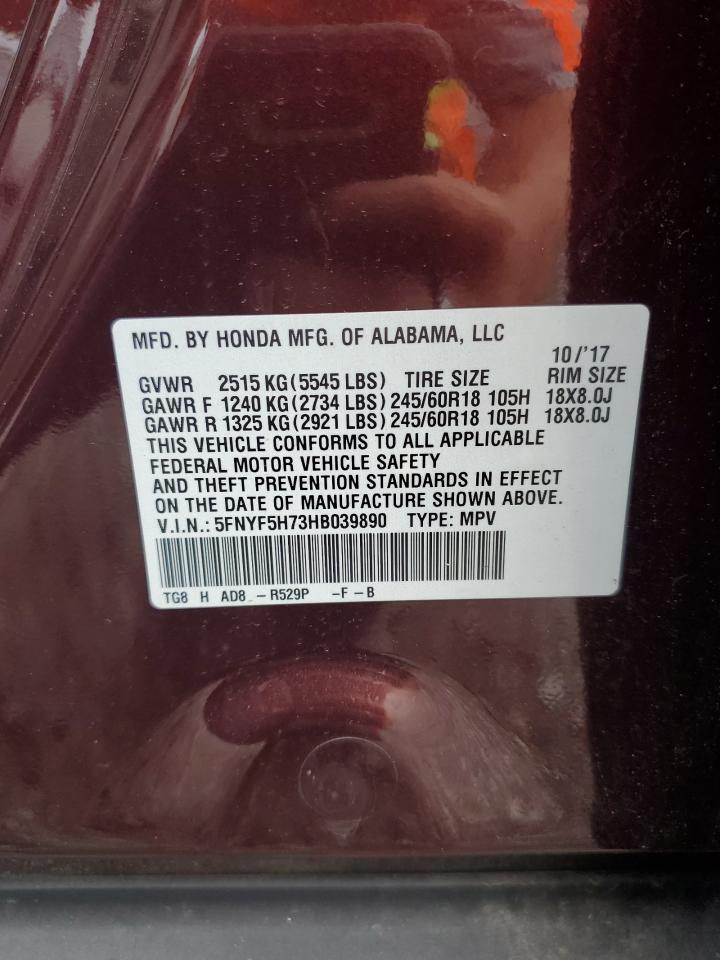 MFD. BY HONDA MFG. OF ALABAMA, LLC
10/'17
GVWR 2515 KG (5545 LBS) TIRE SIZE RIM SIZE
GAWR F 1240 KG (2734 LBS) 245/60R18 105H 18X8.0J
GAWR R 1325 KG (2921 LBS) 245/60R18 105H 18X8.0J
THIS VEHICLE CONFORMS TO ALL APPLICABLE
FEDERAL MOTOR VEHICLE SAFETY
AND THEFT PREVENTION STANDARDS IN EFFECT
ON THE DATE OF MANUFACTURE SHOWN ABOVE.
V.I.N.: 5FNYF5H73HB039890 TYPE: MPV
TG8 H AD8 - R529P -F-B